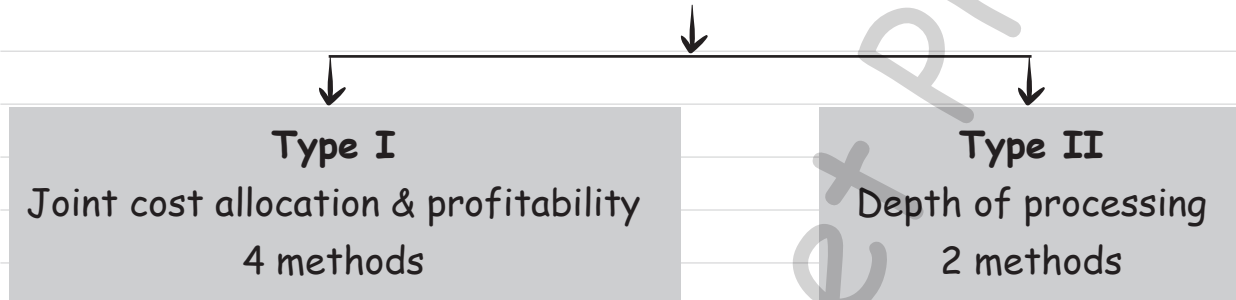 Type I
Joint cost allocation & profitability
4 methods
Type II
Depth of processing
2 methods